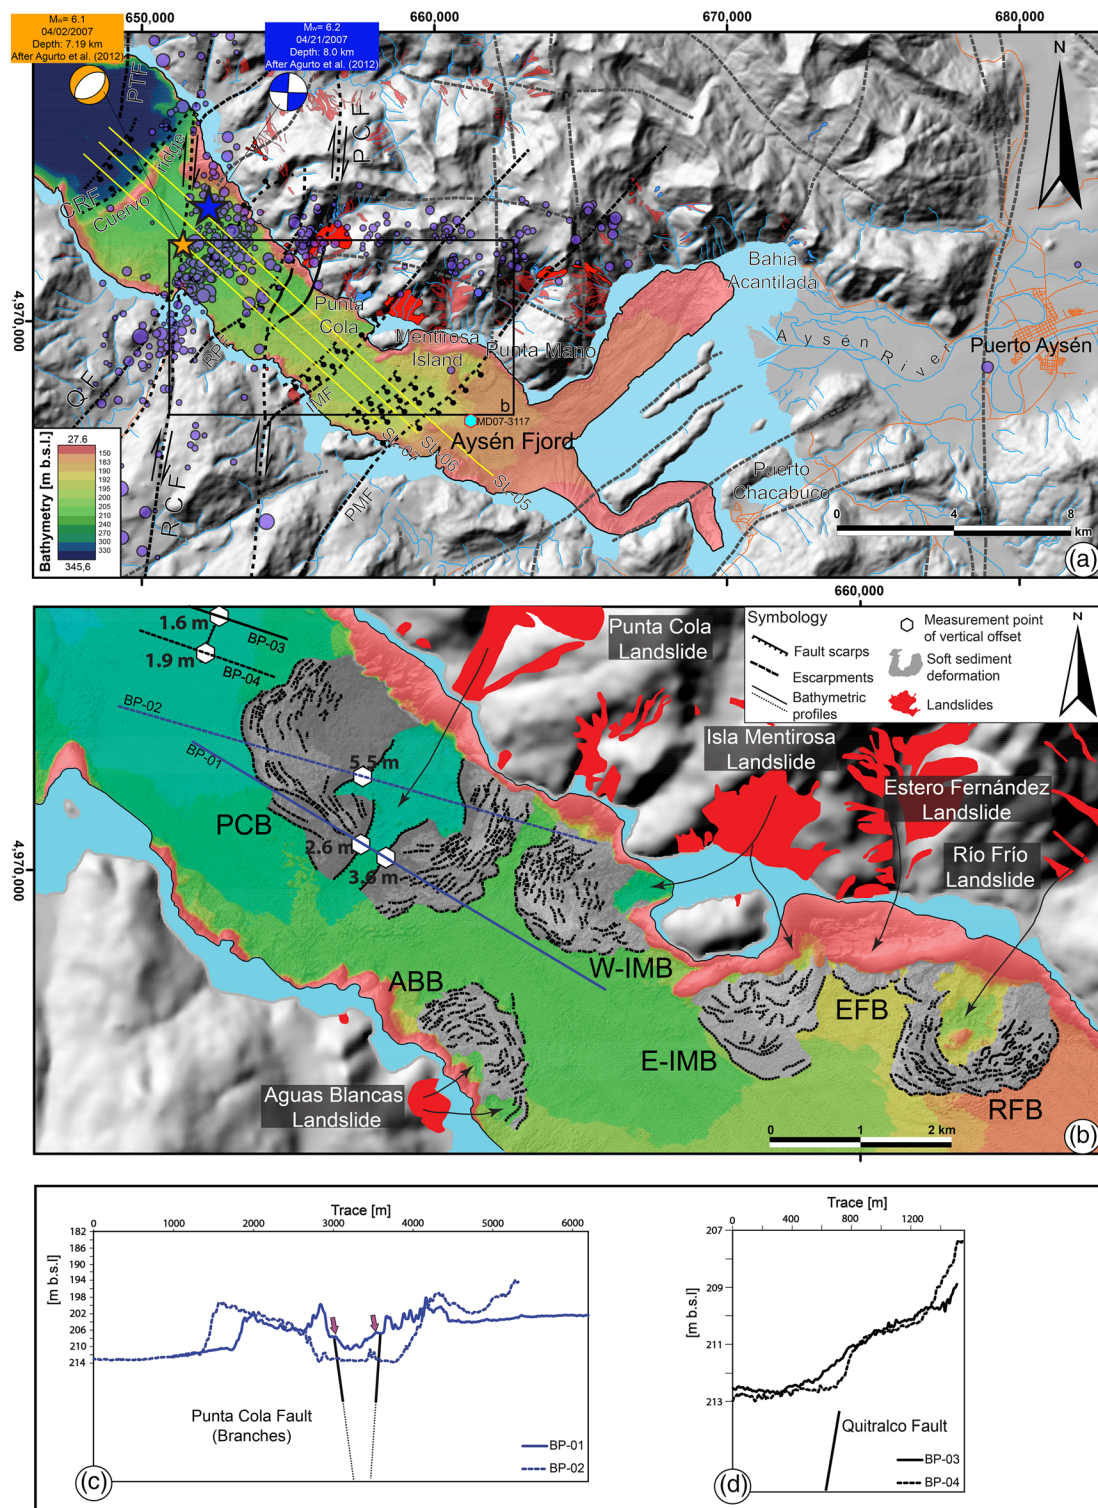 650,000
660,000
670,000
680,000
Mw= 6.1
04/02/2007
Depth: 7.19 km
After Agurto et al. (2012)
Mw= 6.2
04/21/2007
Depth: 8.0 km
After Agurto et al. (2012)
N
PTF
PCF
CRF
Cuervo
ridge
4,970,000
Punta
Cola
Mentirosa
Island
Punta Mano
Bahía
Acantilada
Aysén River
Puerto Aysén
QF
RPF
MF
b
MD07-3117
Aysén Fjord
SL-07
SL-06
SL-05
PMF
RCF
Puerto
Chacabuco
Bathymetry [m b.s.l.]
27.6
150
183
190
192
195
200
205
210
240
270
300
330
345,6
0
4
8
km
(a)
660,000
1.6 m
BP-03
1.9 m
BP-04
BP-02
BP-01
5.5 m
PCB
2.6 m
3.6 m
4,970,000
Punta Cola
Landslide
Symbology
Fault scarps
Escarpments
Bathymetric
profiles
Measurement point
of vertical offset
Soft sediment
deformation
Landslides
N
Isla Mentirosa
Landslide
Estero Fernández
Landslide
Río Frío
Landslide
W-IMB
ABB
EFB
E-IMB
RFB
Aguas Blancas
Landslide
0
1
2 km
(b)
Trace [m]
0
1000
2000
3000
4000
5000
6200
[m b.s.l]
182
186
190
194
198
202
206
210
214
Punta Cola Fault
(Branches)
BP-01
BP-02
(c)
Trace [m]
0
400
800
1200
[m b.s.l]
207
209
211
213
Quitralco Fault
BP-03
BP-04
(d)